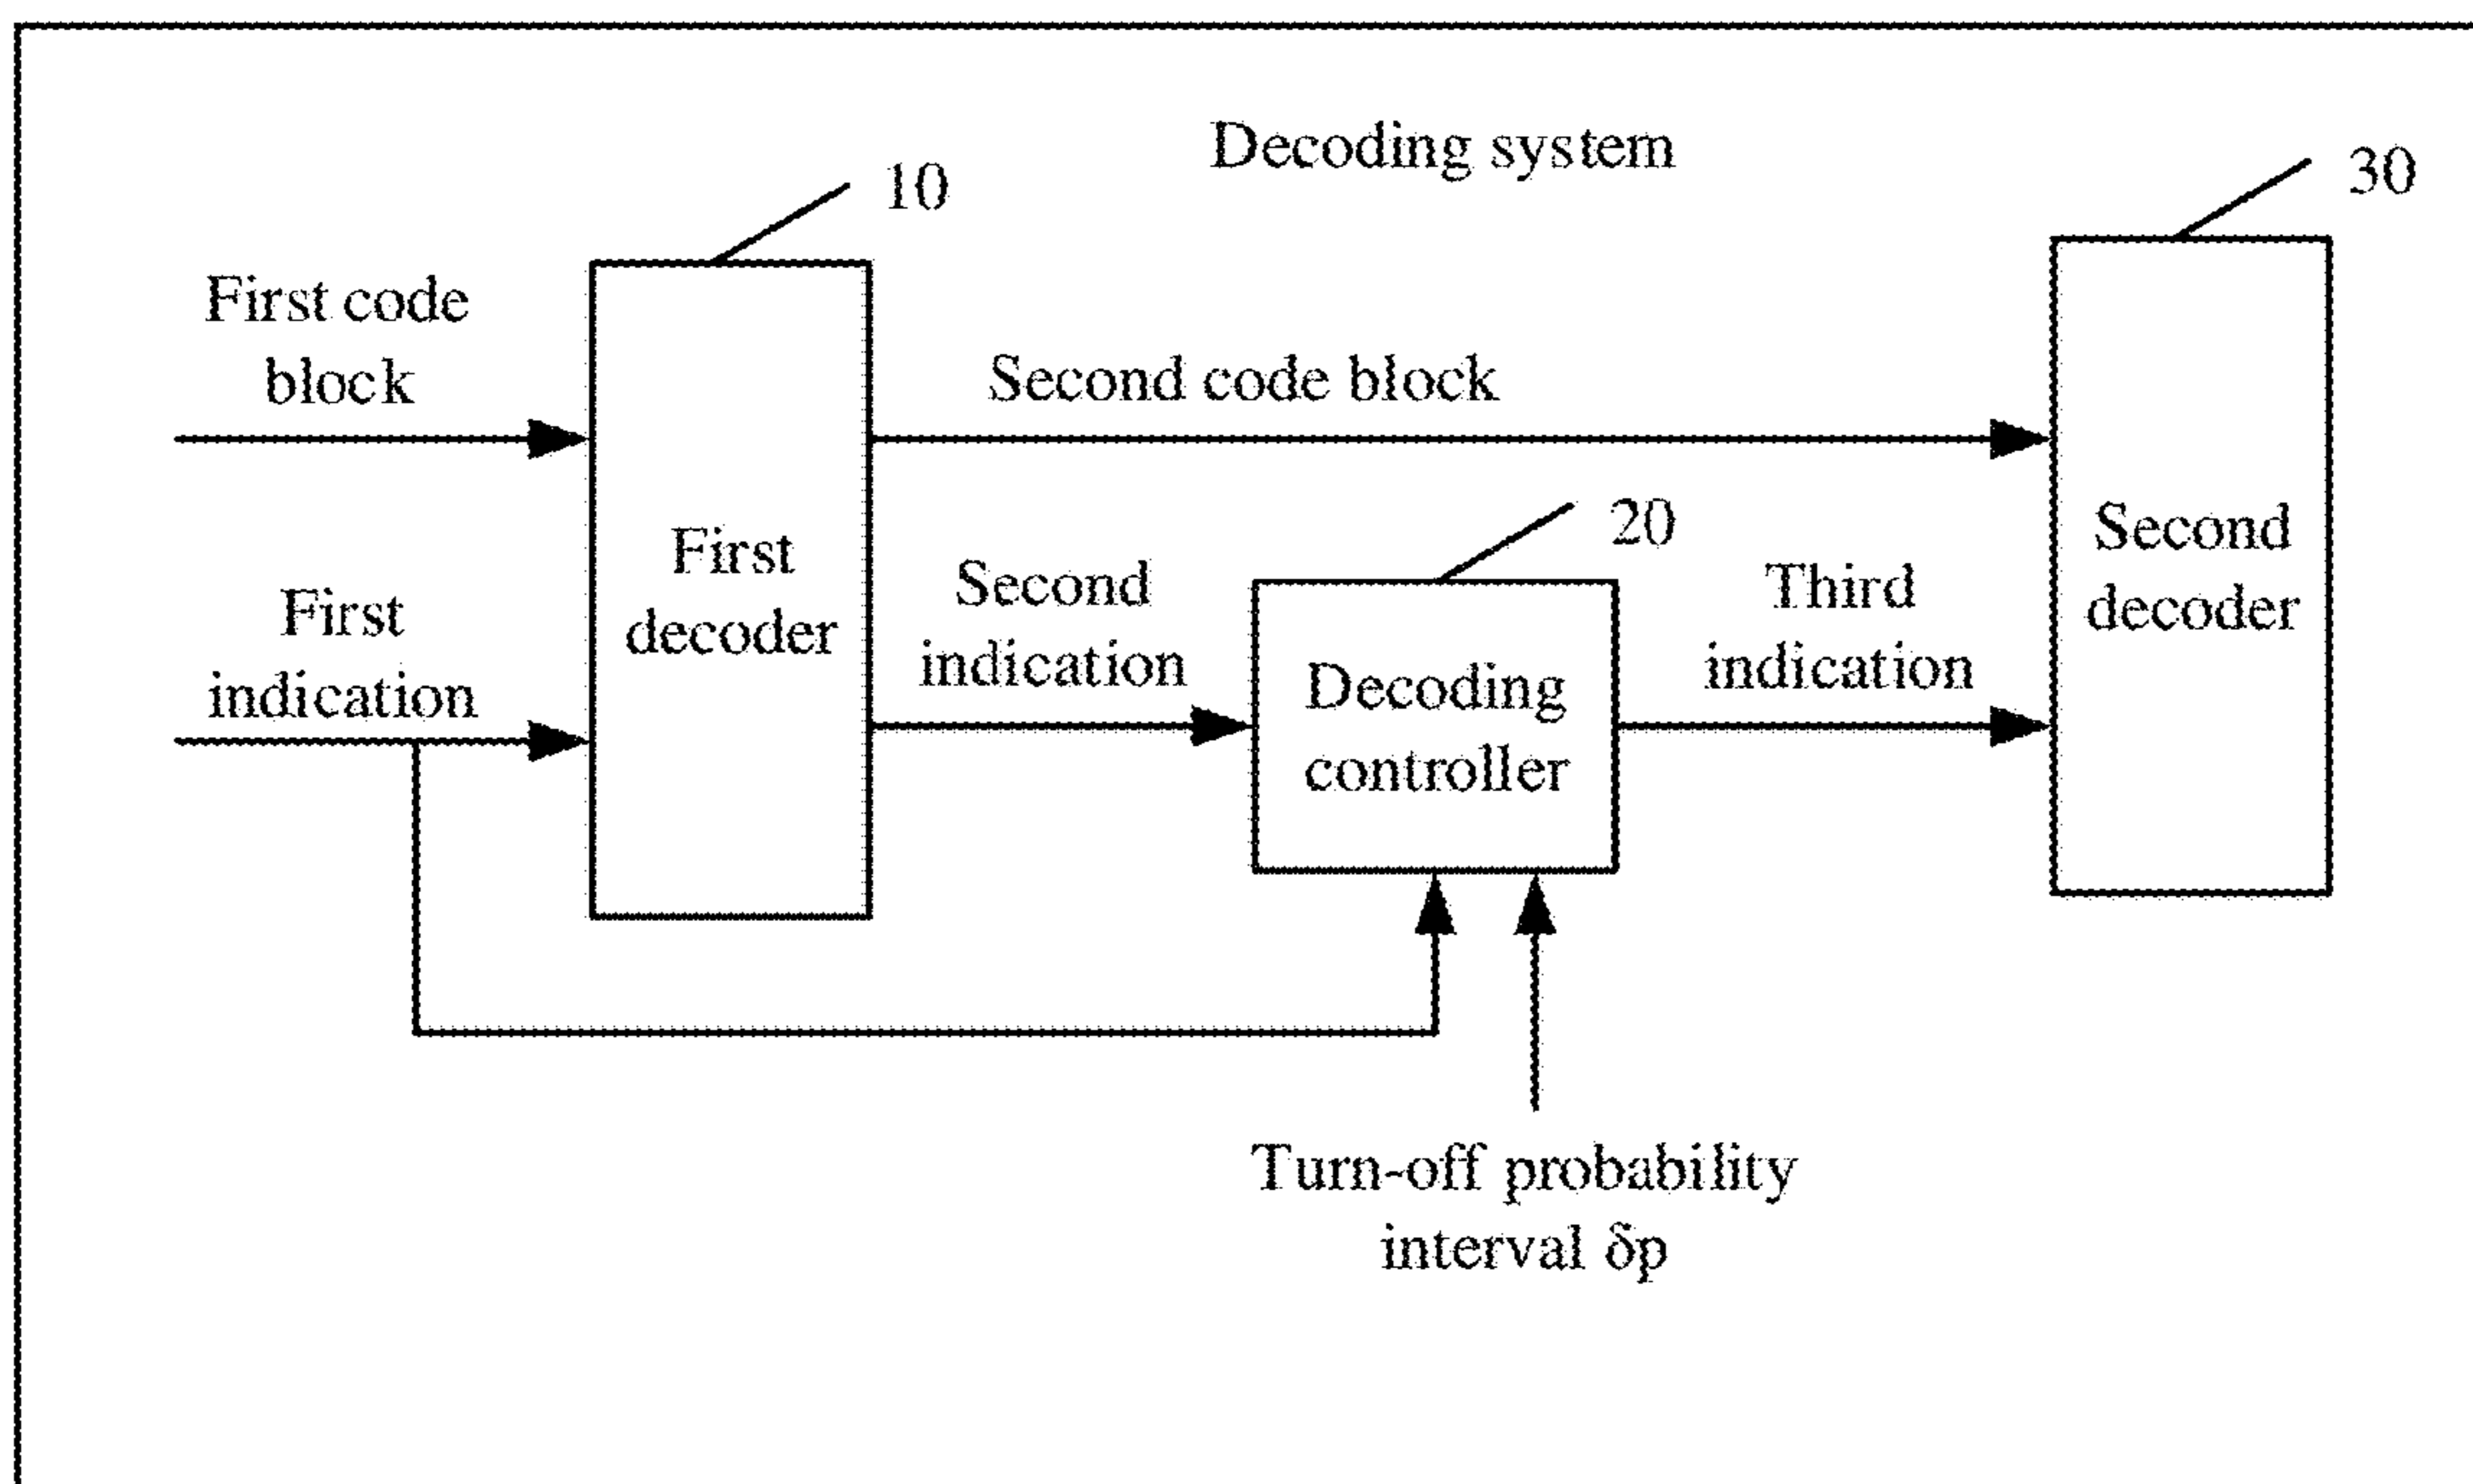 Decoding system
10
30
First code
block
Second code block
20
First
decoder
Second
decoder
First
indication
Second
indication
Decoding
controller
Third
indication
Turn-off probability
interval δp